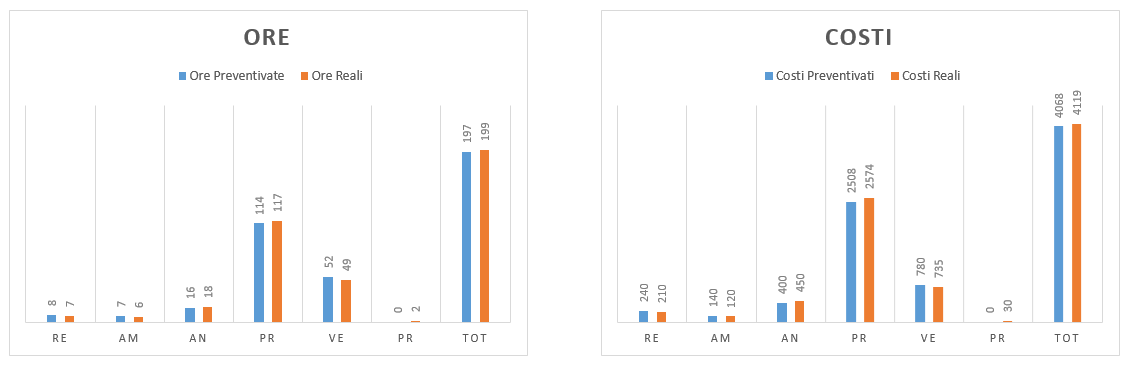 ORE
Ore Preventivate Ore Reali
8 7 7 6 16 18 114 117 52 49 0 2 197 199
RE AM AN PR VE PR TOT
COSTI
Costi Preventivati Costi Reali
240 210 140 120 400 450 2508 2574 780 735 0 30 4068 4119
RE AM AN PR VE PR TOT